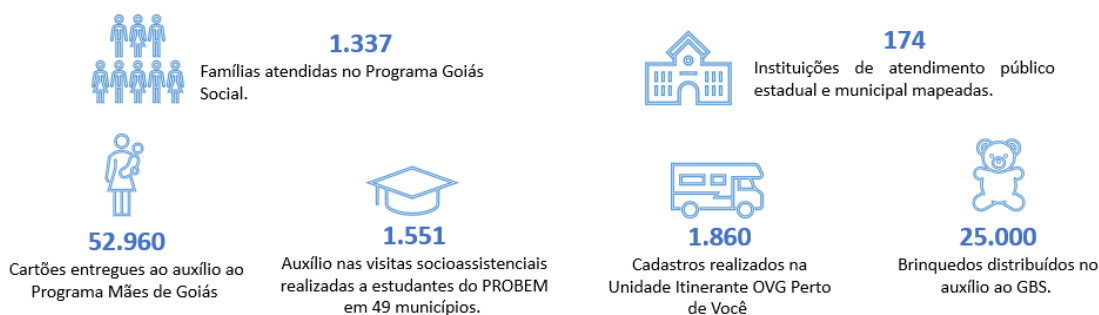 1.337
Famílias atendidas no Programa Goiás
Social.
174
Instituições de atendimento público
estadual e municipal mapeadas.
52.960
Cartões entregues ao auxílio ao
Programa Mães de Goiás
1.551
Auxílio nas visitas socioassistenciais
realizadas a estudantes do PROBEM
em 49 municípios.
1.860
Cadastros realizados na
Unidade Itinerante OVG Perto
de Você
25.000
Brinquedos distribuídos no
auxílio ao GBS.